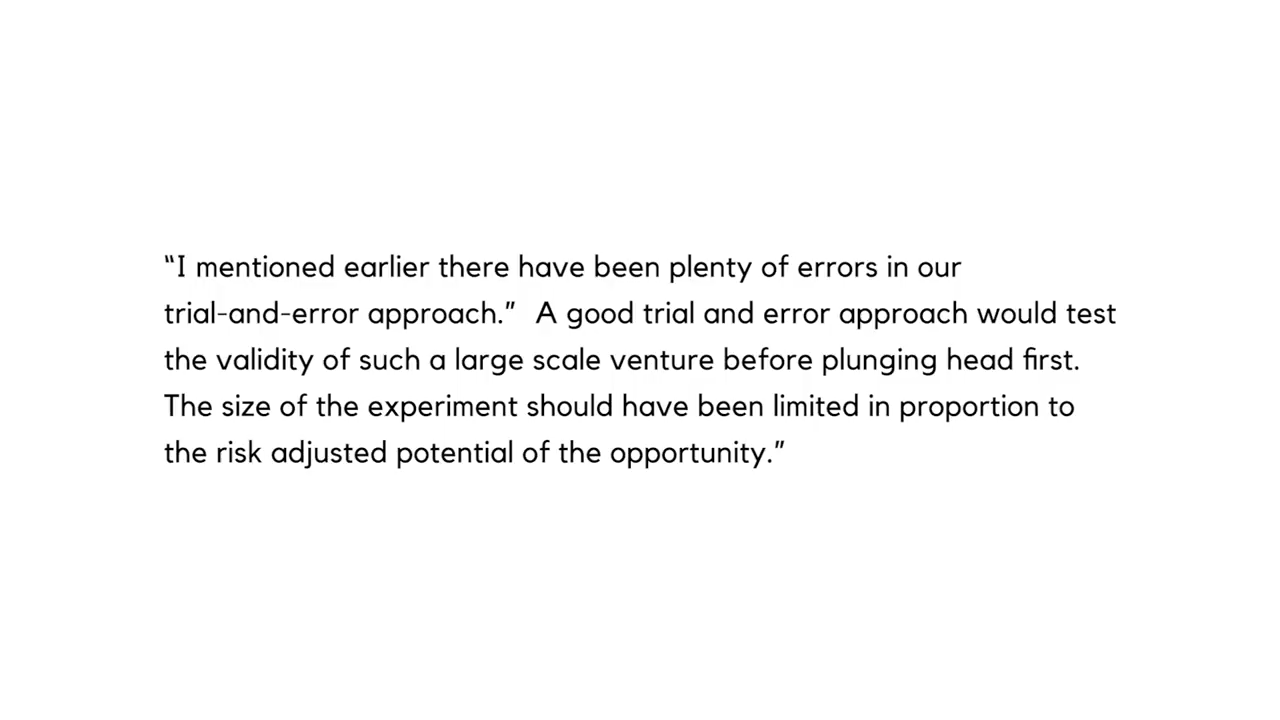 “I mentioned earlier there have been plenty of errors in our
trial-and-error approach.”  A good trial and error approach would test
the validity of such a large scale venture before plunging head first.
The size of the experiment should have been limited in proportion to
the risk adjusted potential of the opportunity.”